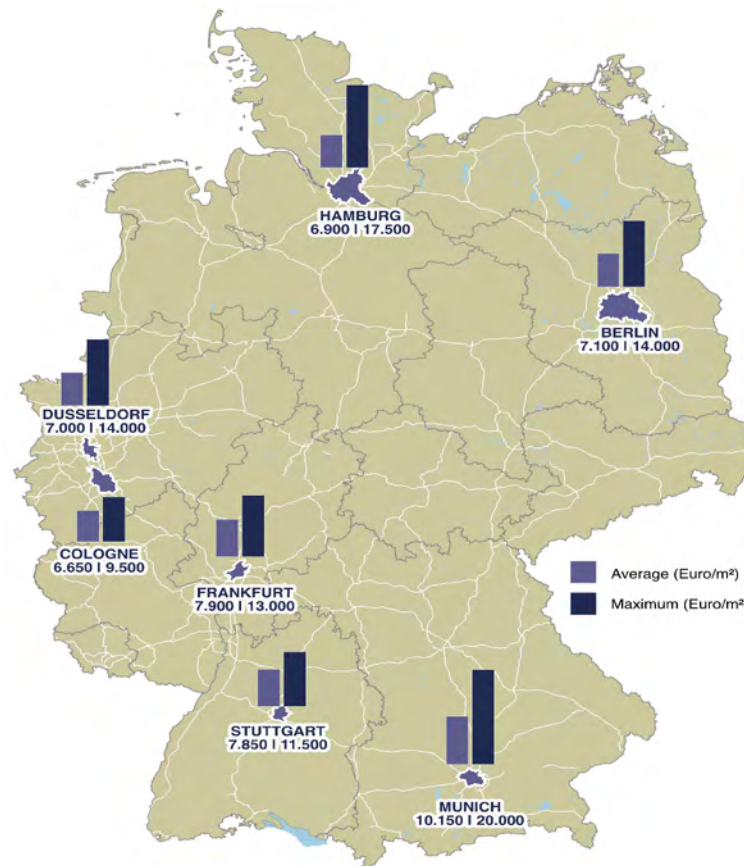 HAMBURG
6.900 | 17.500
BERLIN
7.100 | 14.000
DUSSELDORF
7.000 | 14.000
COLOGNE
6.650 | 9.500
FRANKFURT
7.900 | 13.000
Average (Euro/m²)
Maximum (Euro/m²
STUTTGART
7.850 | 11.500
MUNICH
10.150 | 20.000